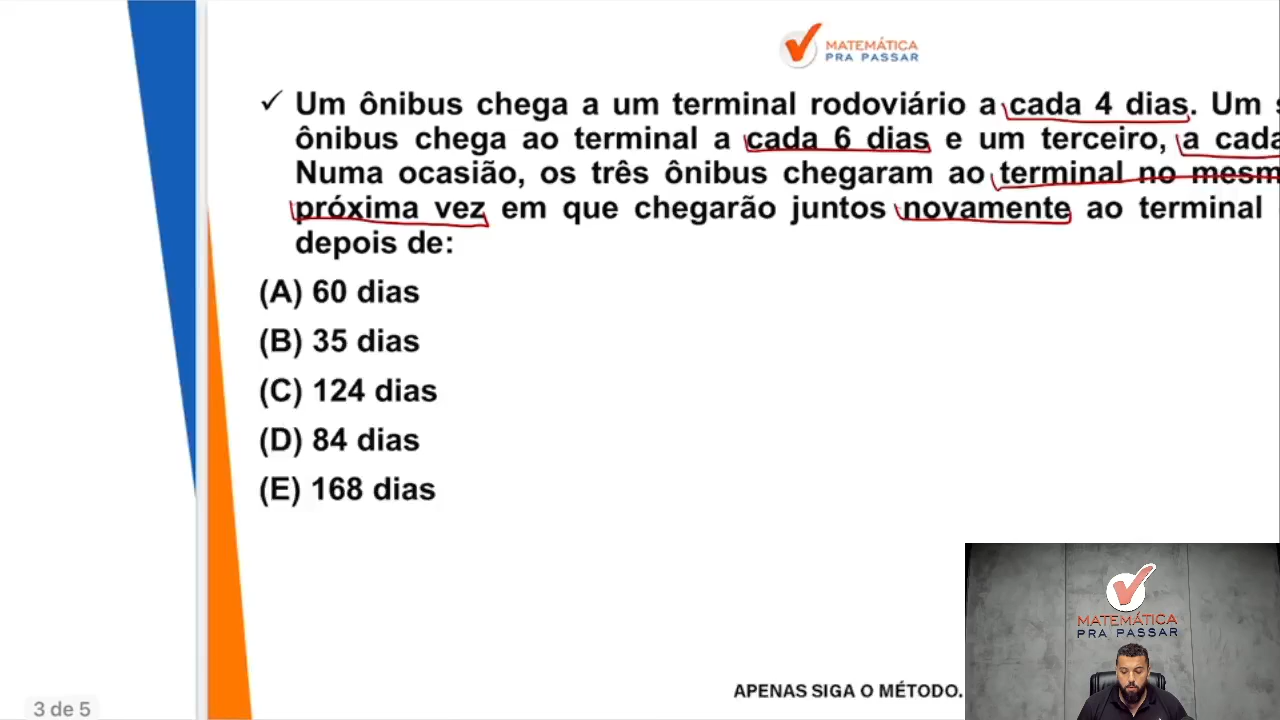 MATEMÁTICA
PRA PASSAR
✓ Um ônibus chega a um terminal rodoviário a cada 4 dias. Um s
ônibus chega ao terminal a cada 6 dias e um terceiro, a cada
Numa ocasião, os três ônibus chegaram ao terminal no mesm
próxima vez em que chegarão juntos novamente ao terminal
depois de:
(A) 60 dias
(B) 35 dias
(C) 124 dias
(D) 84 dias
(E) 168 dias
MATEMÁTICA
PRA PASSAR
APENAS SIGA O MÉTODO.
3 de 5